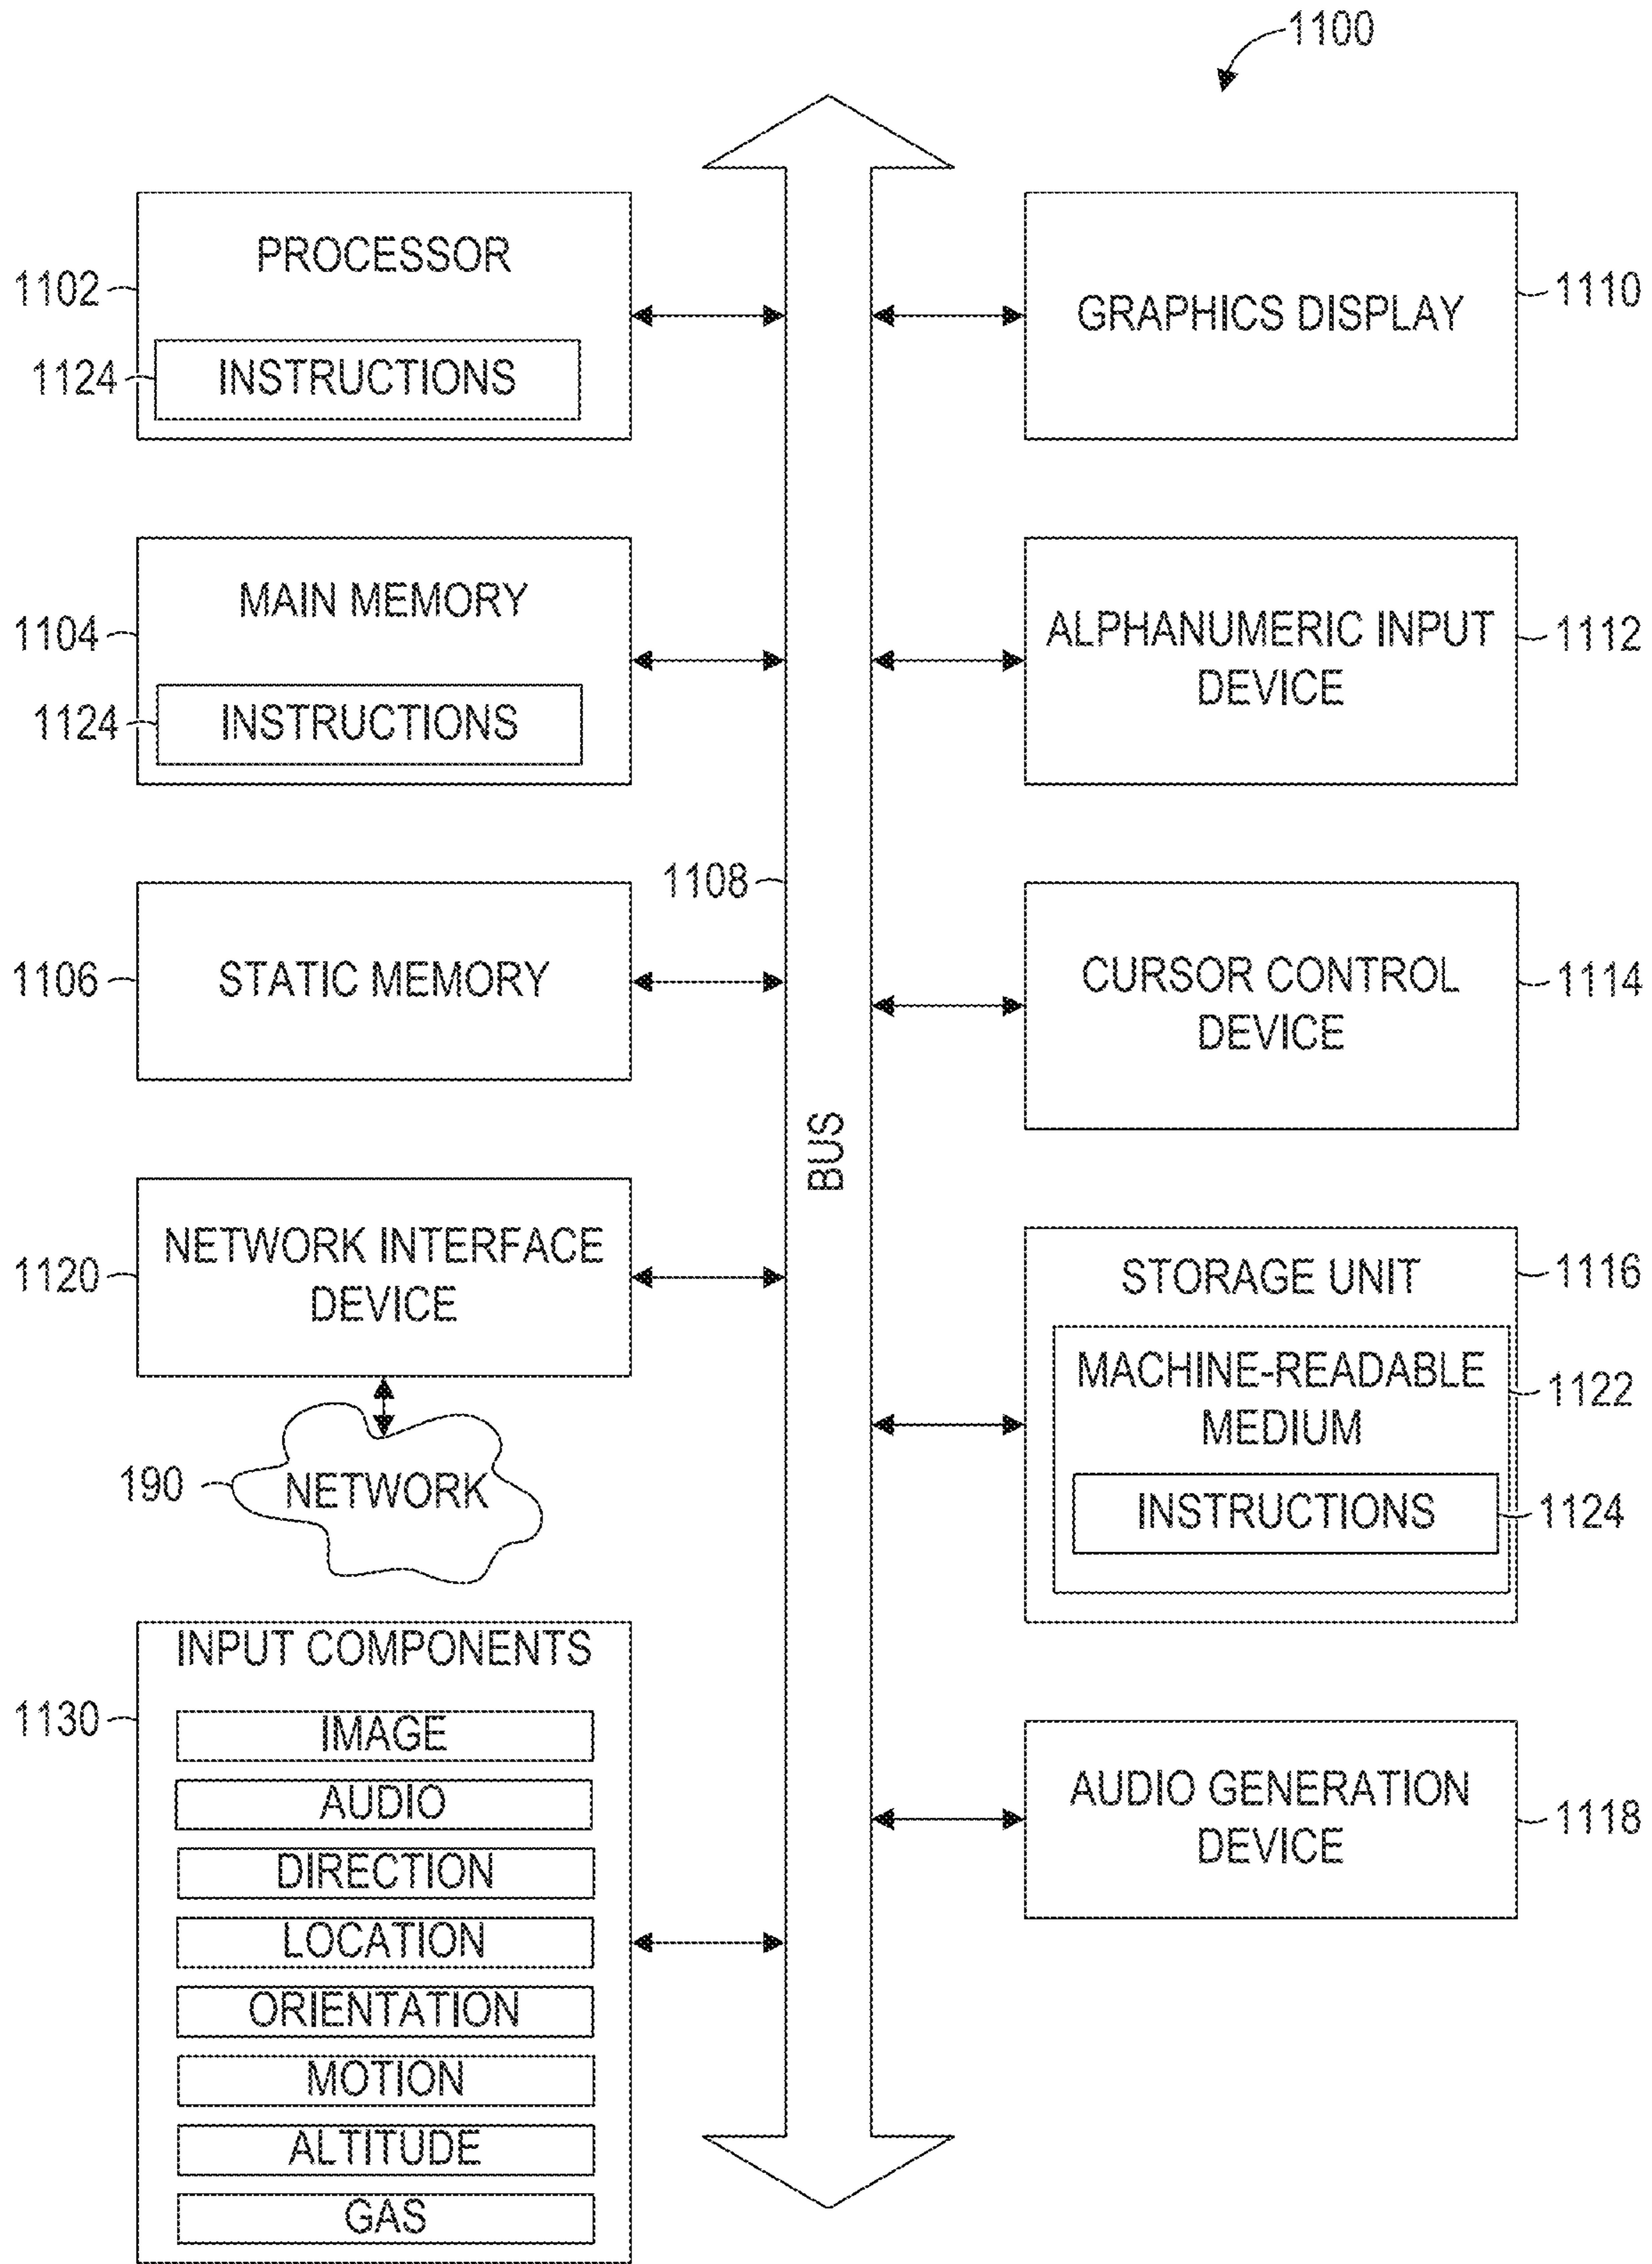 1100
PROCESSOR
1102
1124
INSTRUCTIONS
MAIN MEMORY
1104
1124
INSTRUCTIONS
1106
STATIC MEMORY
1120
NETWORK INTERFACE
DEVICE
190
NETWORK
INPUT COMPONENTS
1130
IMAGE
AUDIO
DIRECTION
LOCATION
ORIENTATION
MOTION
ALTITUDE
GAS
1108
BUS
GRAPHICS DISPLAY
1110
ALPHANUMERIC INPUT
DEVICE
1112
CURSOR CONTROL
DEVICE
1114
STORAGE UNIT
1116
MACHINE-READABLE
MEDIUM
1122
INSTRUCTIONS
1124
AUDIO GENERATION
DEVICE
1118